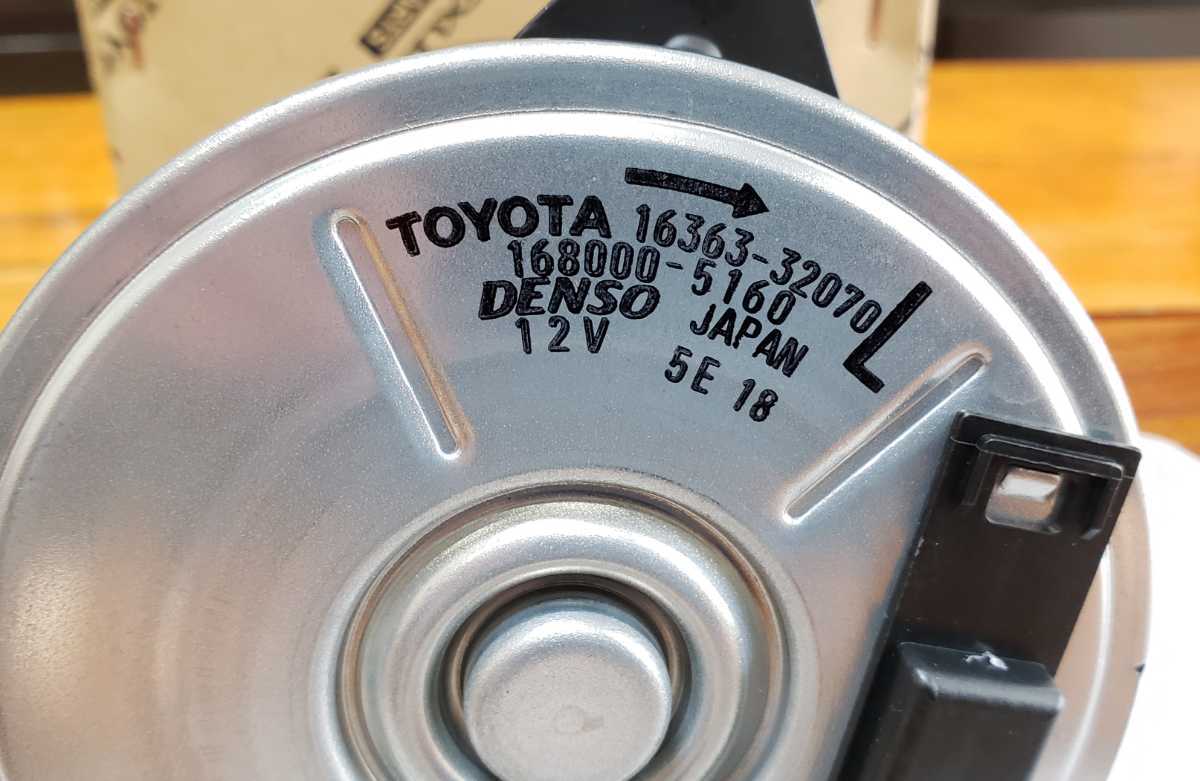 TOYOTA 16363-32070
168000-5160
DENSO JAPAN
12V 5E 18
L